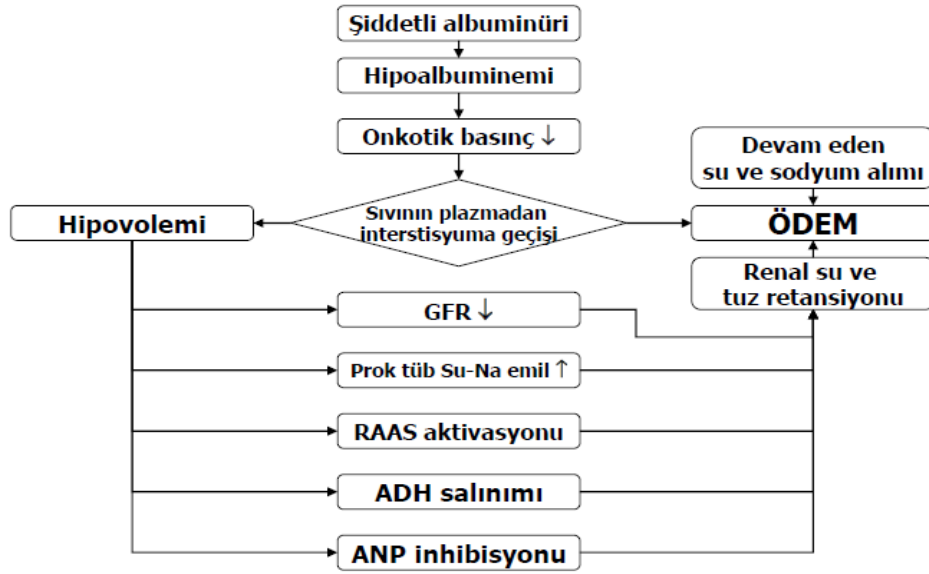 Şiddetli albuminüri
Hipoalbuminemi
Onkotik basınç ↓
Devam eden
su ve sodyum alımı
Hipovolemi
Sıvının plazmadan
interstisyuma geçişi
ÖDEM
Renal su ve
tuz retansiyonu
GFR ↓
Prok tüb Su-Na emil ↑
RAAS aktivasyonu
ADH salınımı
ANP inhibisyonu